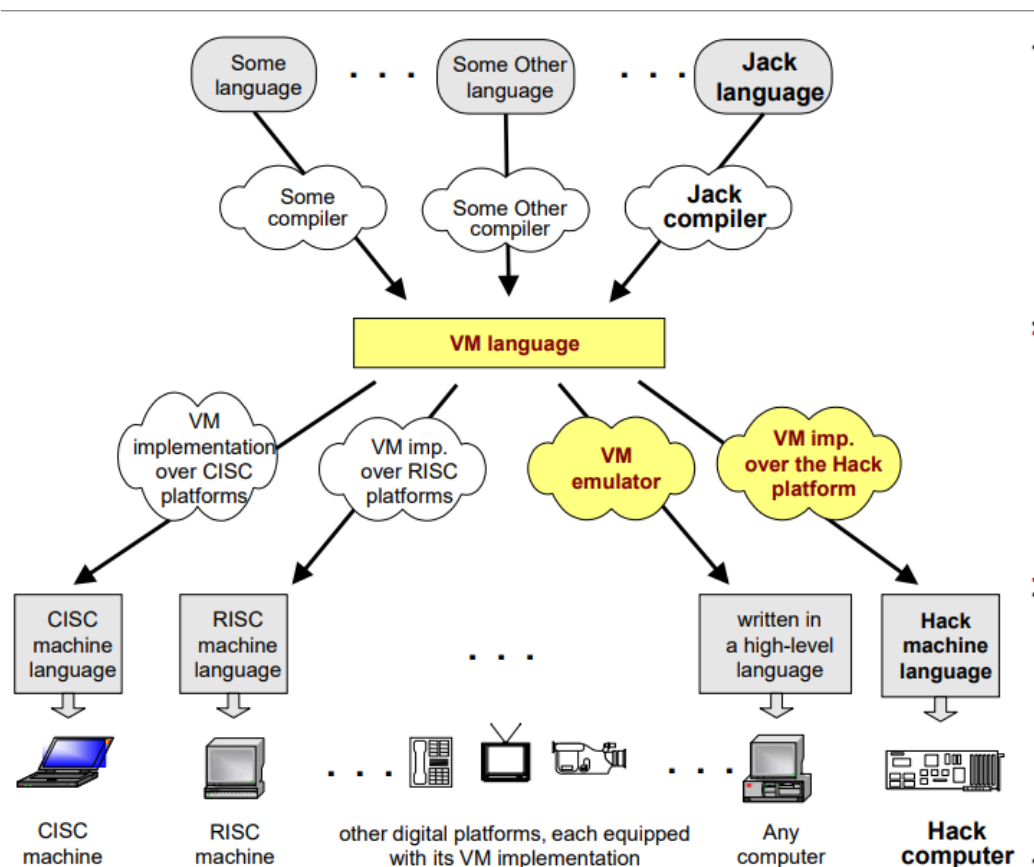 Some
language
. . .
Some Other
language
. . .
Jack
language
Some
compiler
Some Other
compiler
Jack
compiler
VM language
VM
implementation
over CISC
platforms
VM imp.
over RISC
platforms
VM
emulator
VM imp.
over the Hack
platform
CISC
machine
language
RISC
machine
language
. . .
written in
a high-level
language
Hack
machine
language
. . .
. . .
CISC
machine
RISC
machine
other digital platforms, each equipped
with its VM implementation
Any
computer
Hack
computer